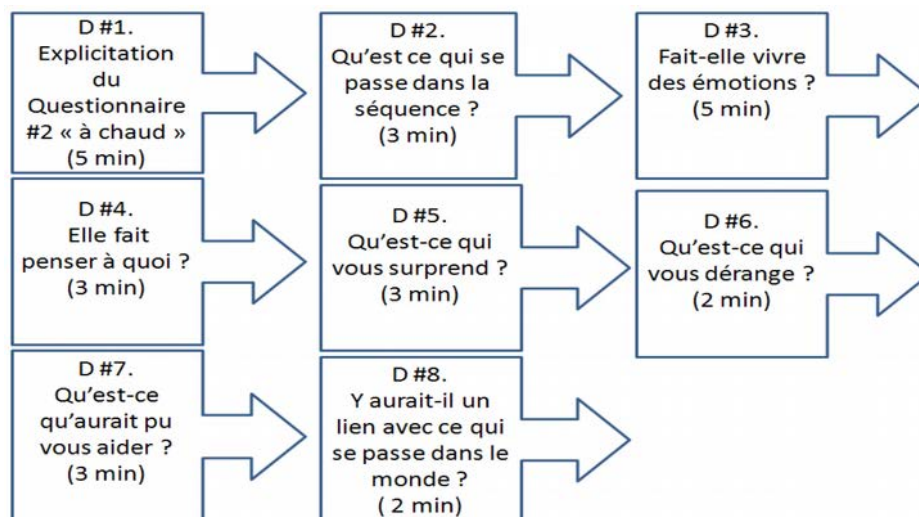 D #1.
Explicitation
du
Questionnaire
#2 « à chaud »
(5 min)
D #2.
Qu’est ce qui se
passe dans la
séquence ?
(3 min)
D #3.
Fait-elle vivre
des émotions ?
(5 min)
D #4.
Elle fait
penser à quoi ?
(3 min)
D #5.
Qu’est-ce qui
vous surprend ?
(3 min)
D #6.
Qu’est-ce qui
vous dérange ?
(2 min)
D #7.
Qu’est-ce
qu’aurait pu
vous aider ?
(3 min)
D #8.
Y aurait-il un
lien avec ce qui
se passe dans le
monde ?
( 2 min)